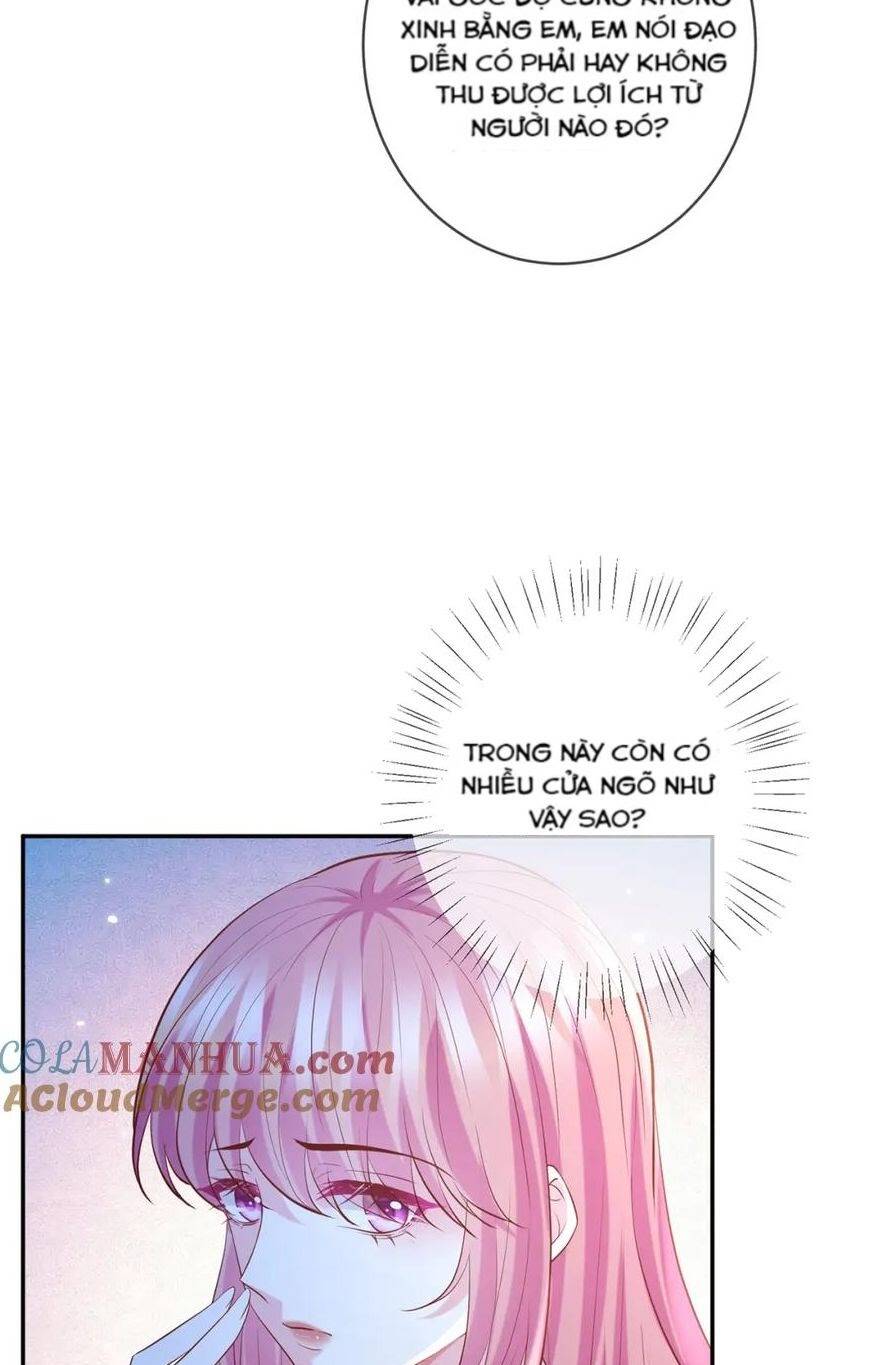 XINH BẰNG EM, EM NÓI ĐẠO
DIỄN CÓ PHẢI HAY KHÔNG
THU ĐƯỢC LỢI ÍCH TỪ
NGƯỜI NÀO ĐÓ?
TRONG NÀY CÒN CÓ
NHIỀU CỬA NGÕ NHƯ
VẬY SAO?
COLAMANHUA.com
ACloudMerge.com